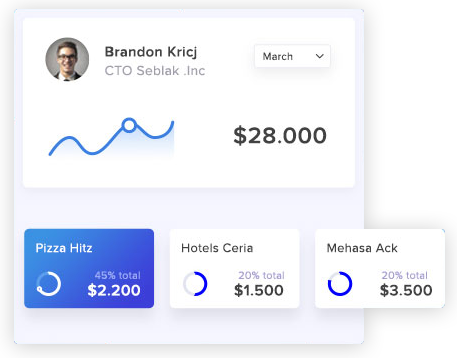 Brandon Kricj
CTO Seblak .Inc
March
$28.000
Pizza Hitz
45% total
$2.200
Hotels Ceria
20% total
$1.500
Mehasa Ack
20% total
$3.500